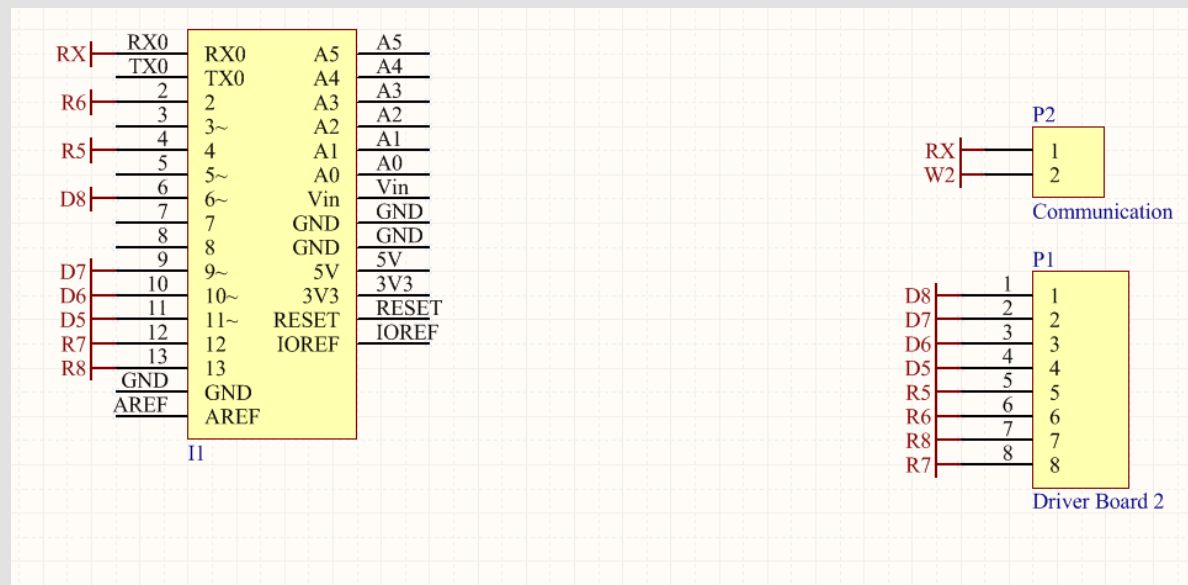 RX RX0 RX0 A5 A5
TX0 TX0 A4 A4
R6 2 2 A3 A3
3 3~ A2 A2
R5 4 4 A1 A1
5 5~ A0 A0
D8 6 6~ Vin Vin
7 7 GND GND
8 8 GND GND
D7 9 9~ 5V 5V
D6 10 10~ 3V3 3V3
D5 11 11~ RESET RESET
R7 12 12 IOREF IOREF
R8 13 13
GND GND
AREF AREF
I1
P2
RX 1
W2 2
Communication
P1
D8 1 1
D7 2 2
D6 3 3
D5 4 4
R5 5 5
R6 6 6
R8 7 7
R7 8 8
Driver Board 2